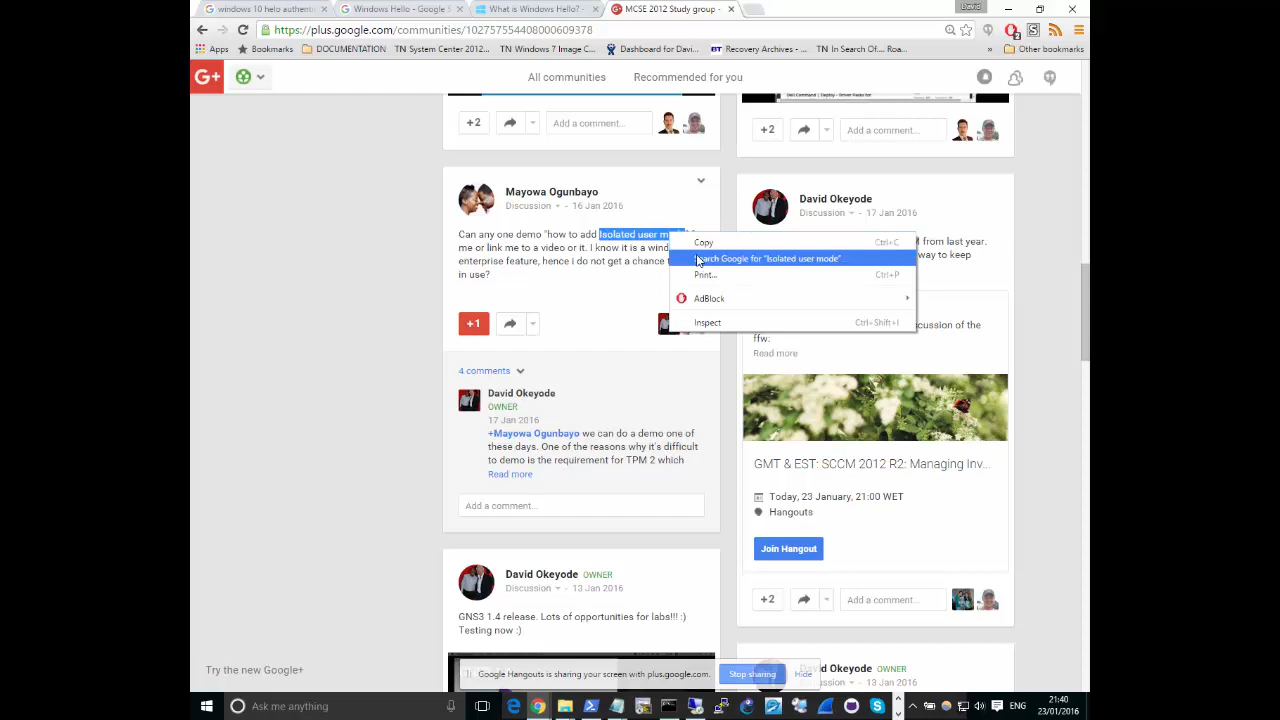 windows 10 helo authent
Windows Hello - Google S
What is Windows Hello? -
MCSE 2012 Study group -
David
https://plus.google.com/communities/102757554408000609378
Apps
Bookmarks
DOCUMENTATION
TN System Center 2012...
TN Windows 7 Image C...
Dashboard for Davi...
BT Recovery Archives -...
TN In Search Of....Roa...
»
Other bookmarks
G+
All communities
Recommended for you
+2
Add a comment...
+2
Add a comment...
Mayowa Ogunbayo
Discussion
- 16 Jan 2016
Can any one demo "how to add Isolated user
me or link me to a video or it. I know it is a
enterprise feature, hence i do not get a chance
in use?
+1
Copy
Ctrl+C
Search Google for "Isolated user mode"
Print...
Ctrl+P
AdBlock
Inspect
Ctrl+Shift+I
4 comments
David Okeyode
OWNER
17 Jan 2016
+Mayowa Ogunbayo we can do a demo one of
these days. One of the reasons why it's difficult
to demo is the requirement for TPM 2 which
Read more
Add a comment...
David Okeyode OWNER
Discussion
- 13 Jan 2016
GNS3 1.4 release. Lots of opportunities for labs!!! :)
Testing now :)
David Okeyode
Discussion
- 17 Jan 2016
from last year.
way to keep
discussion of the
ffw:
Read more
GMT & EST: SCCM 2012 R2: Managing Inv...
Today, 23 January, 21:00 WET
Hangouts
Join Hangout
+2
Add a comment...
David Okeyode OWNER
Discussion
- 13 Jan 2016
Try the new Google+
Google Hangouts is sharing your screen with plus.google.com.
Stop sharing
Hide
Ask me something
ENG
21:40
23/01/2016